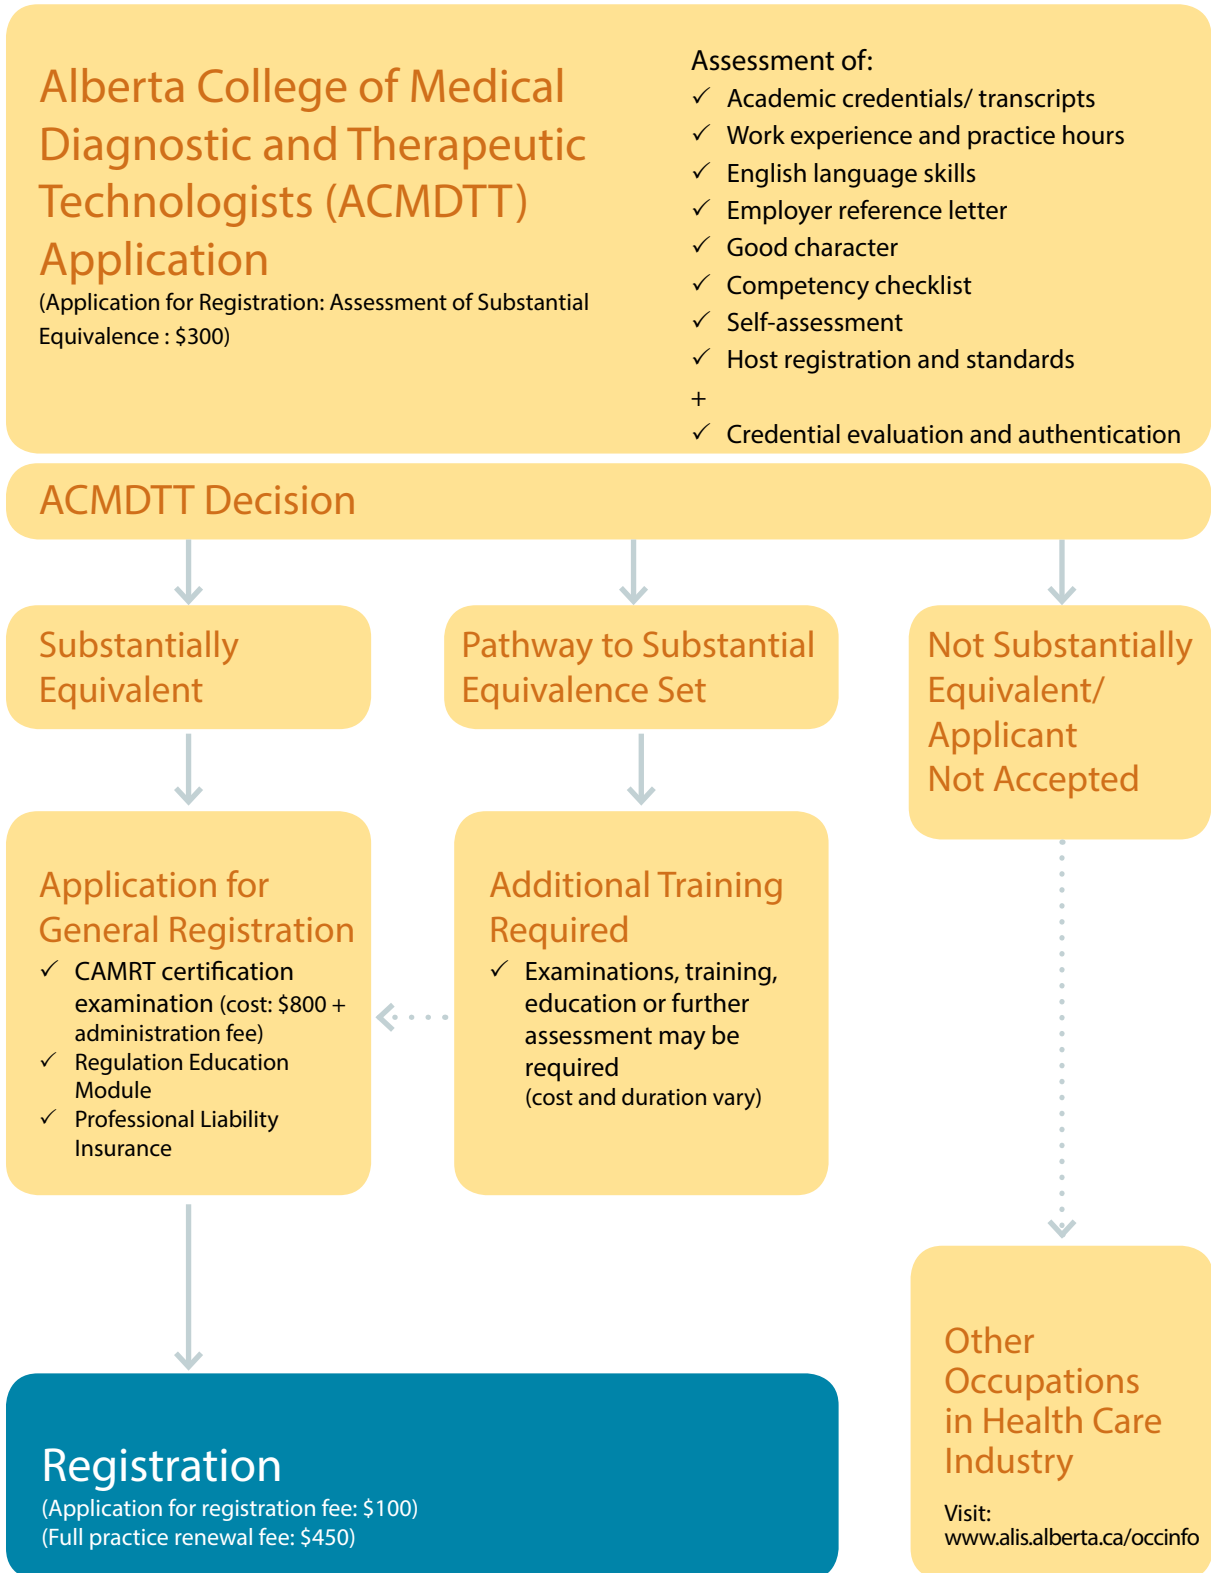 Alberta College of Medical
Diagnostic and Therapeutic
Technologists (ACMDTT)
Application
(Application for Registration: Assessment of Substantial
Equivalence : $300)
Assessment of:
✓ Academic credentials/ transcripts
✓ Work experience and practice hours
✓ English language skills
✓ Employer reference letter
✓ Good character
✓ Competency checklist
✓ Self-assessment
✓ Host registration and standards
+
✓ Credential evaluation and authentication
ACMDTT Decision
Substantially
Equivalent
Pathway to Substantial
Equivalence Set
Not Substantially
Equivalent/
Applicant
Not Accepted
Application for
General Registration
✓ CAMRT certification
examination (cost: $800 +
administration fee)
✓ Regulation Education
Module
✓ Professional Liability
Insurance
Additional Training
Required
✓ Examinations, training,
education or further
assessment may be
required
(cost and duration vary)
Registration
(Application for registration fee: $100)
(Full practice renewal fee: $450)
Other
Occupations
in Health Care
Industry
Visit:
www.alis.alberta.ca/occinfo